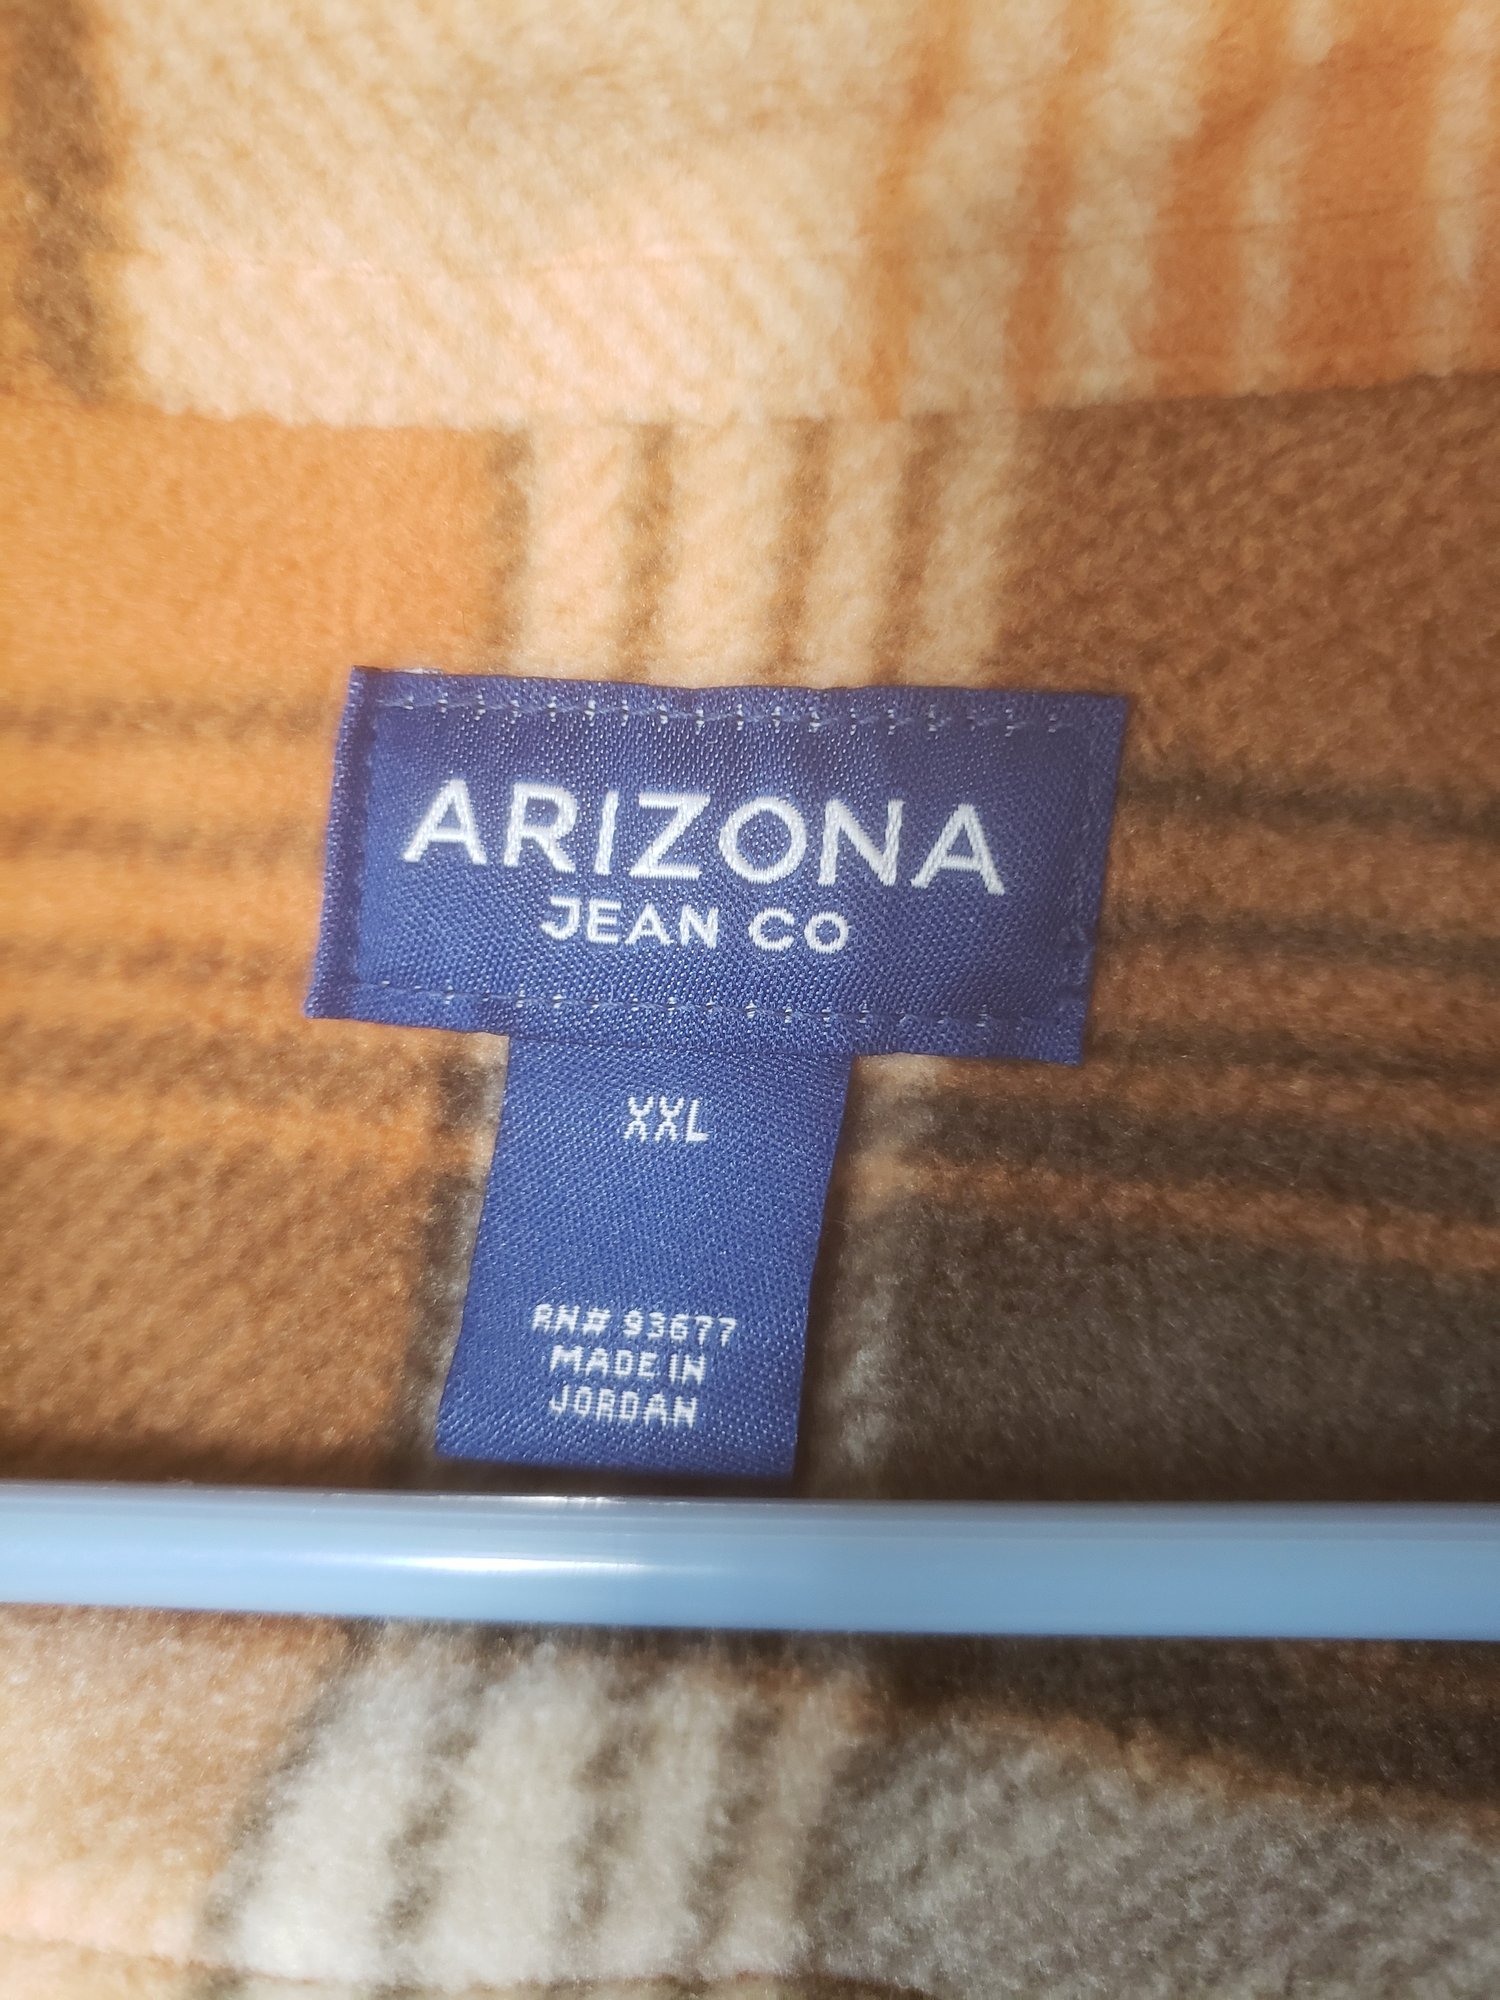 ARIZONA
JEAN CO
XXL
RN# 93677
MADE IN
JORDAN